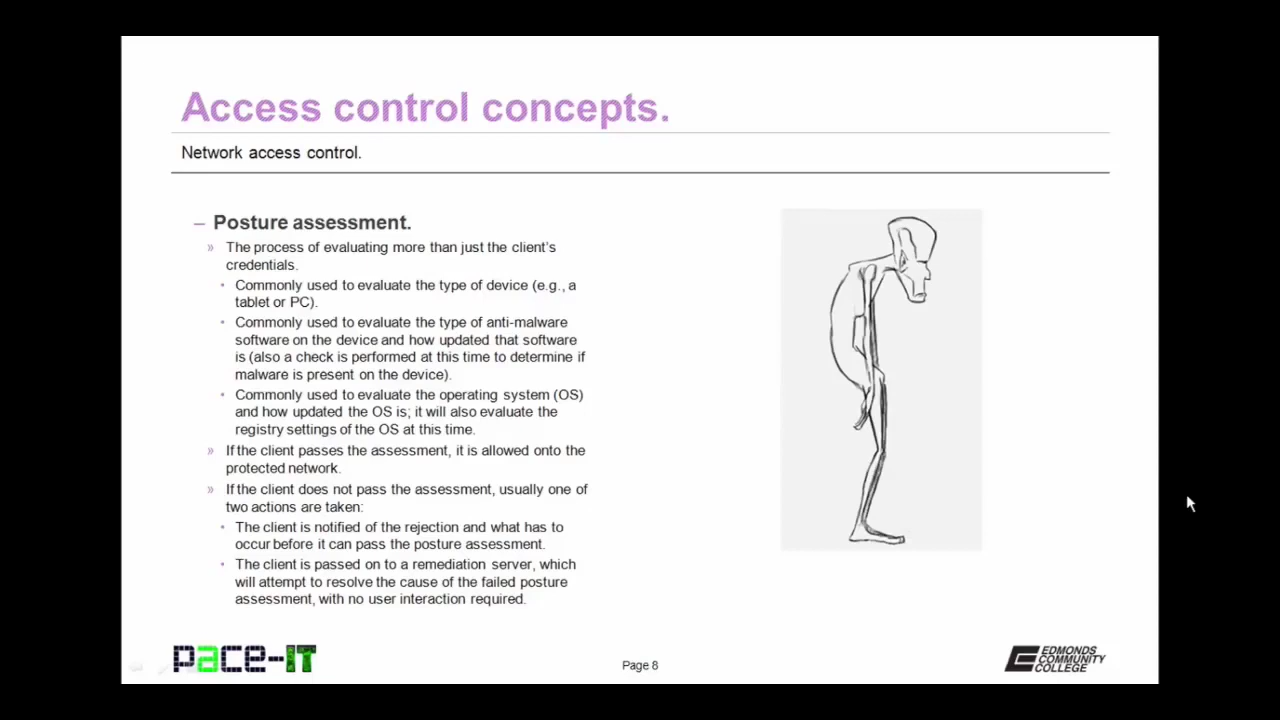 Access control concepts.
Network access control.
– Posture assessment.
» The process of evaluating more than just the client's
credentials.
• Commonly used to evaluate the type of device (e.g., a
tablet or PC).
• Commonly used to evaluate the type of anti-malware
software on the device and how updated that software
is (also a check is performed at this time to determine if
malware is present on the device).
• Commonly used to evaluate the operating system (OS)
and how updated the OS is; it will also evaluate the
registry settings of the OS at this time.
» If the client passes the assessment, it is allowed onto the
protected network.
» If the client does not pass the assessment, usually one of
two actions are taken:
• The client is notified of the rejection and what has to
occur before it can pass the posture assessment.
• The client is passed on to a remediation server, which
will attempt to resolve the cause of the failed posture
assessment, with no user interaction required.
pace-IT
Page 8
EDMONDS
COMMUNITY
COLLEGE